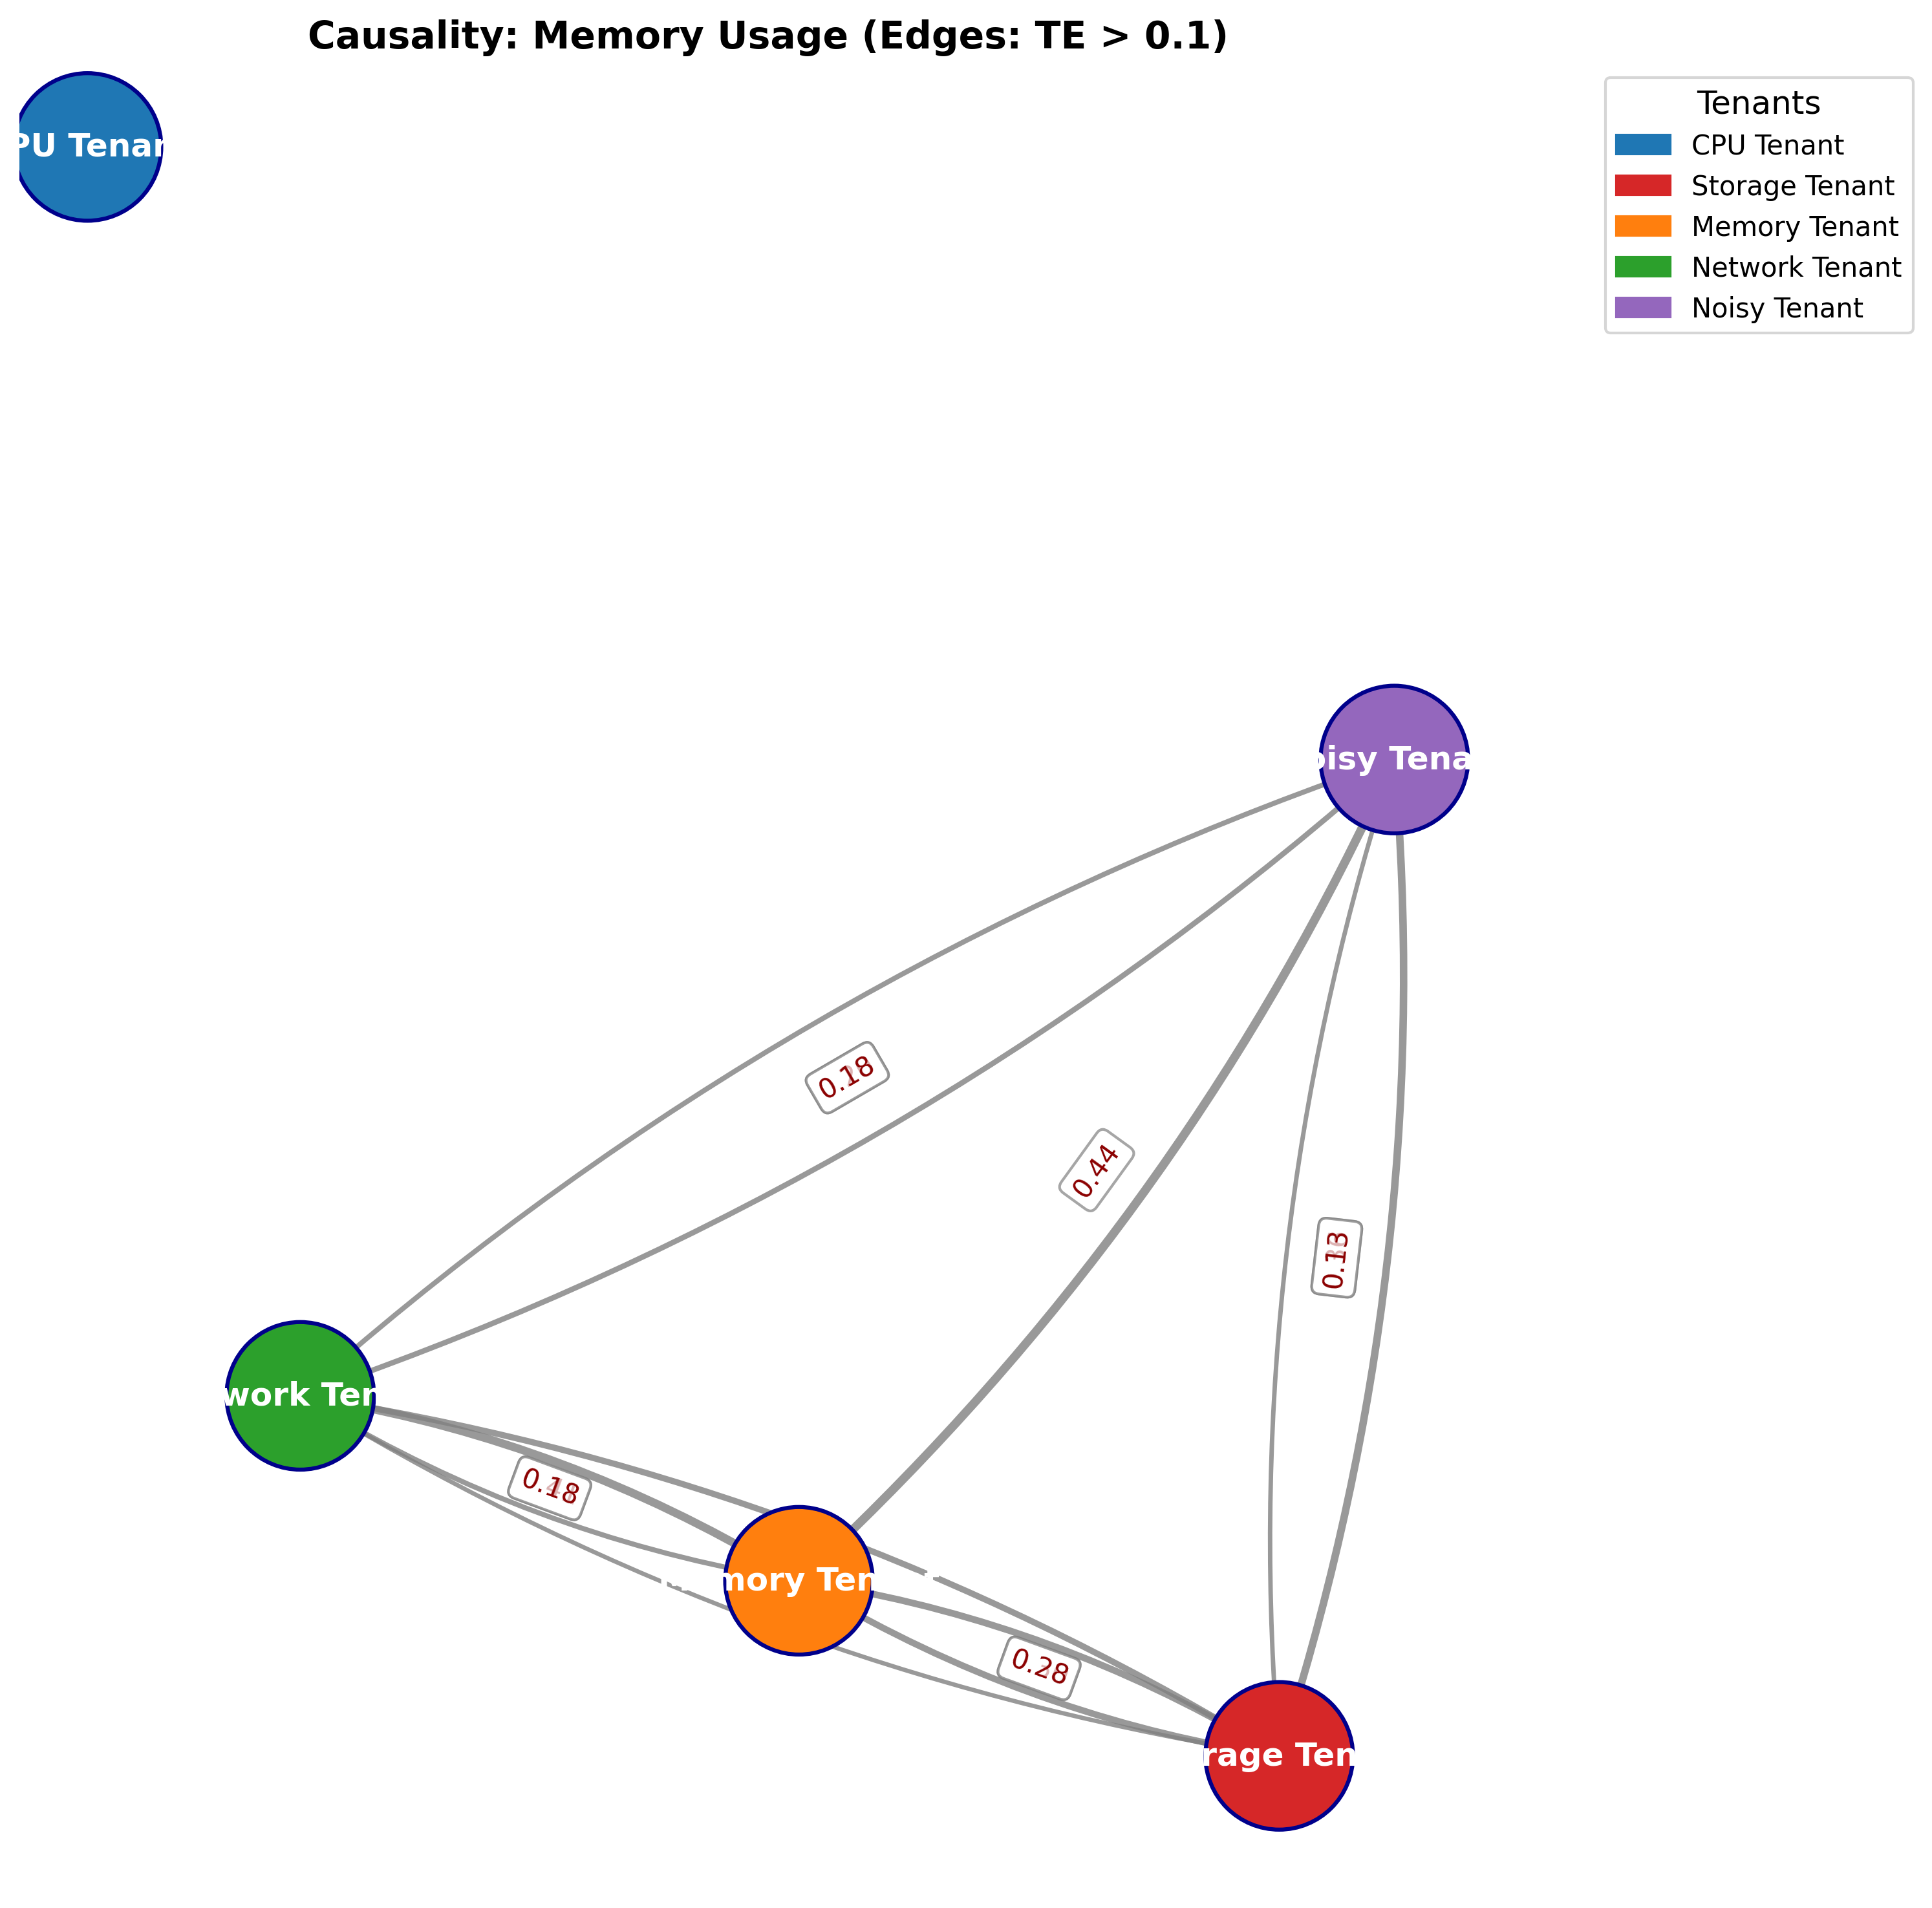 Causality: Memory Usage (Edges: TE > 0.1)
PU Tenan
Tenants
CPU Tenant
Storage Tenant
Memory Tenant
Network Tenant
Noisy Tenant
oisy Tena
0.18
0.44
0.13
work Ten
0.18
mory Ten
0.28
rage Ten